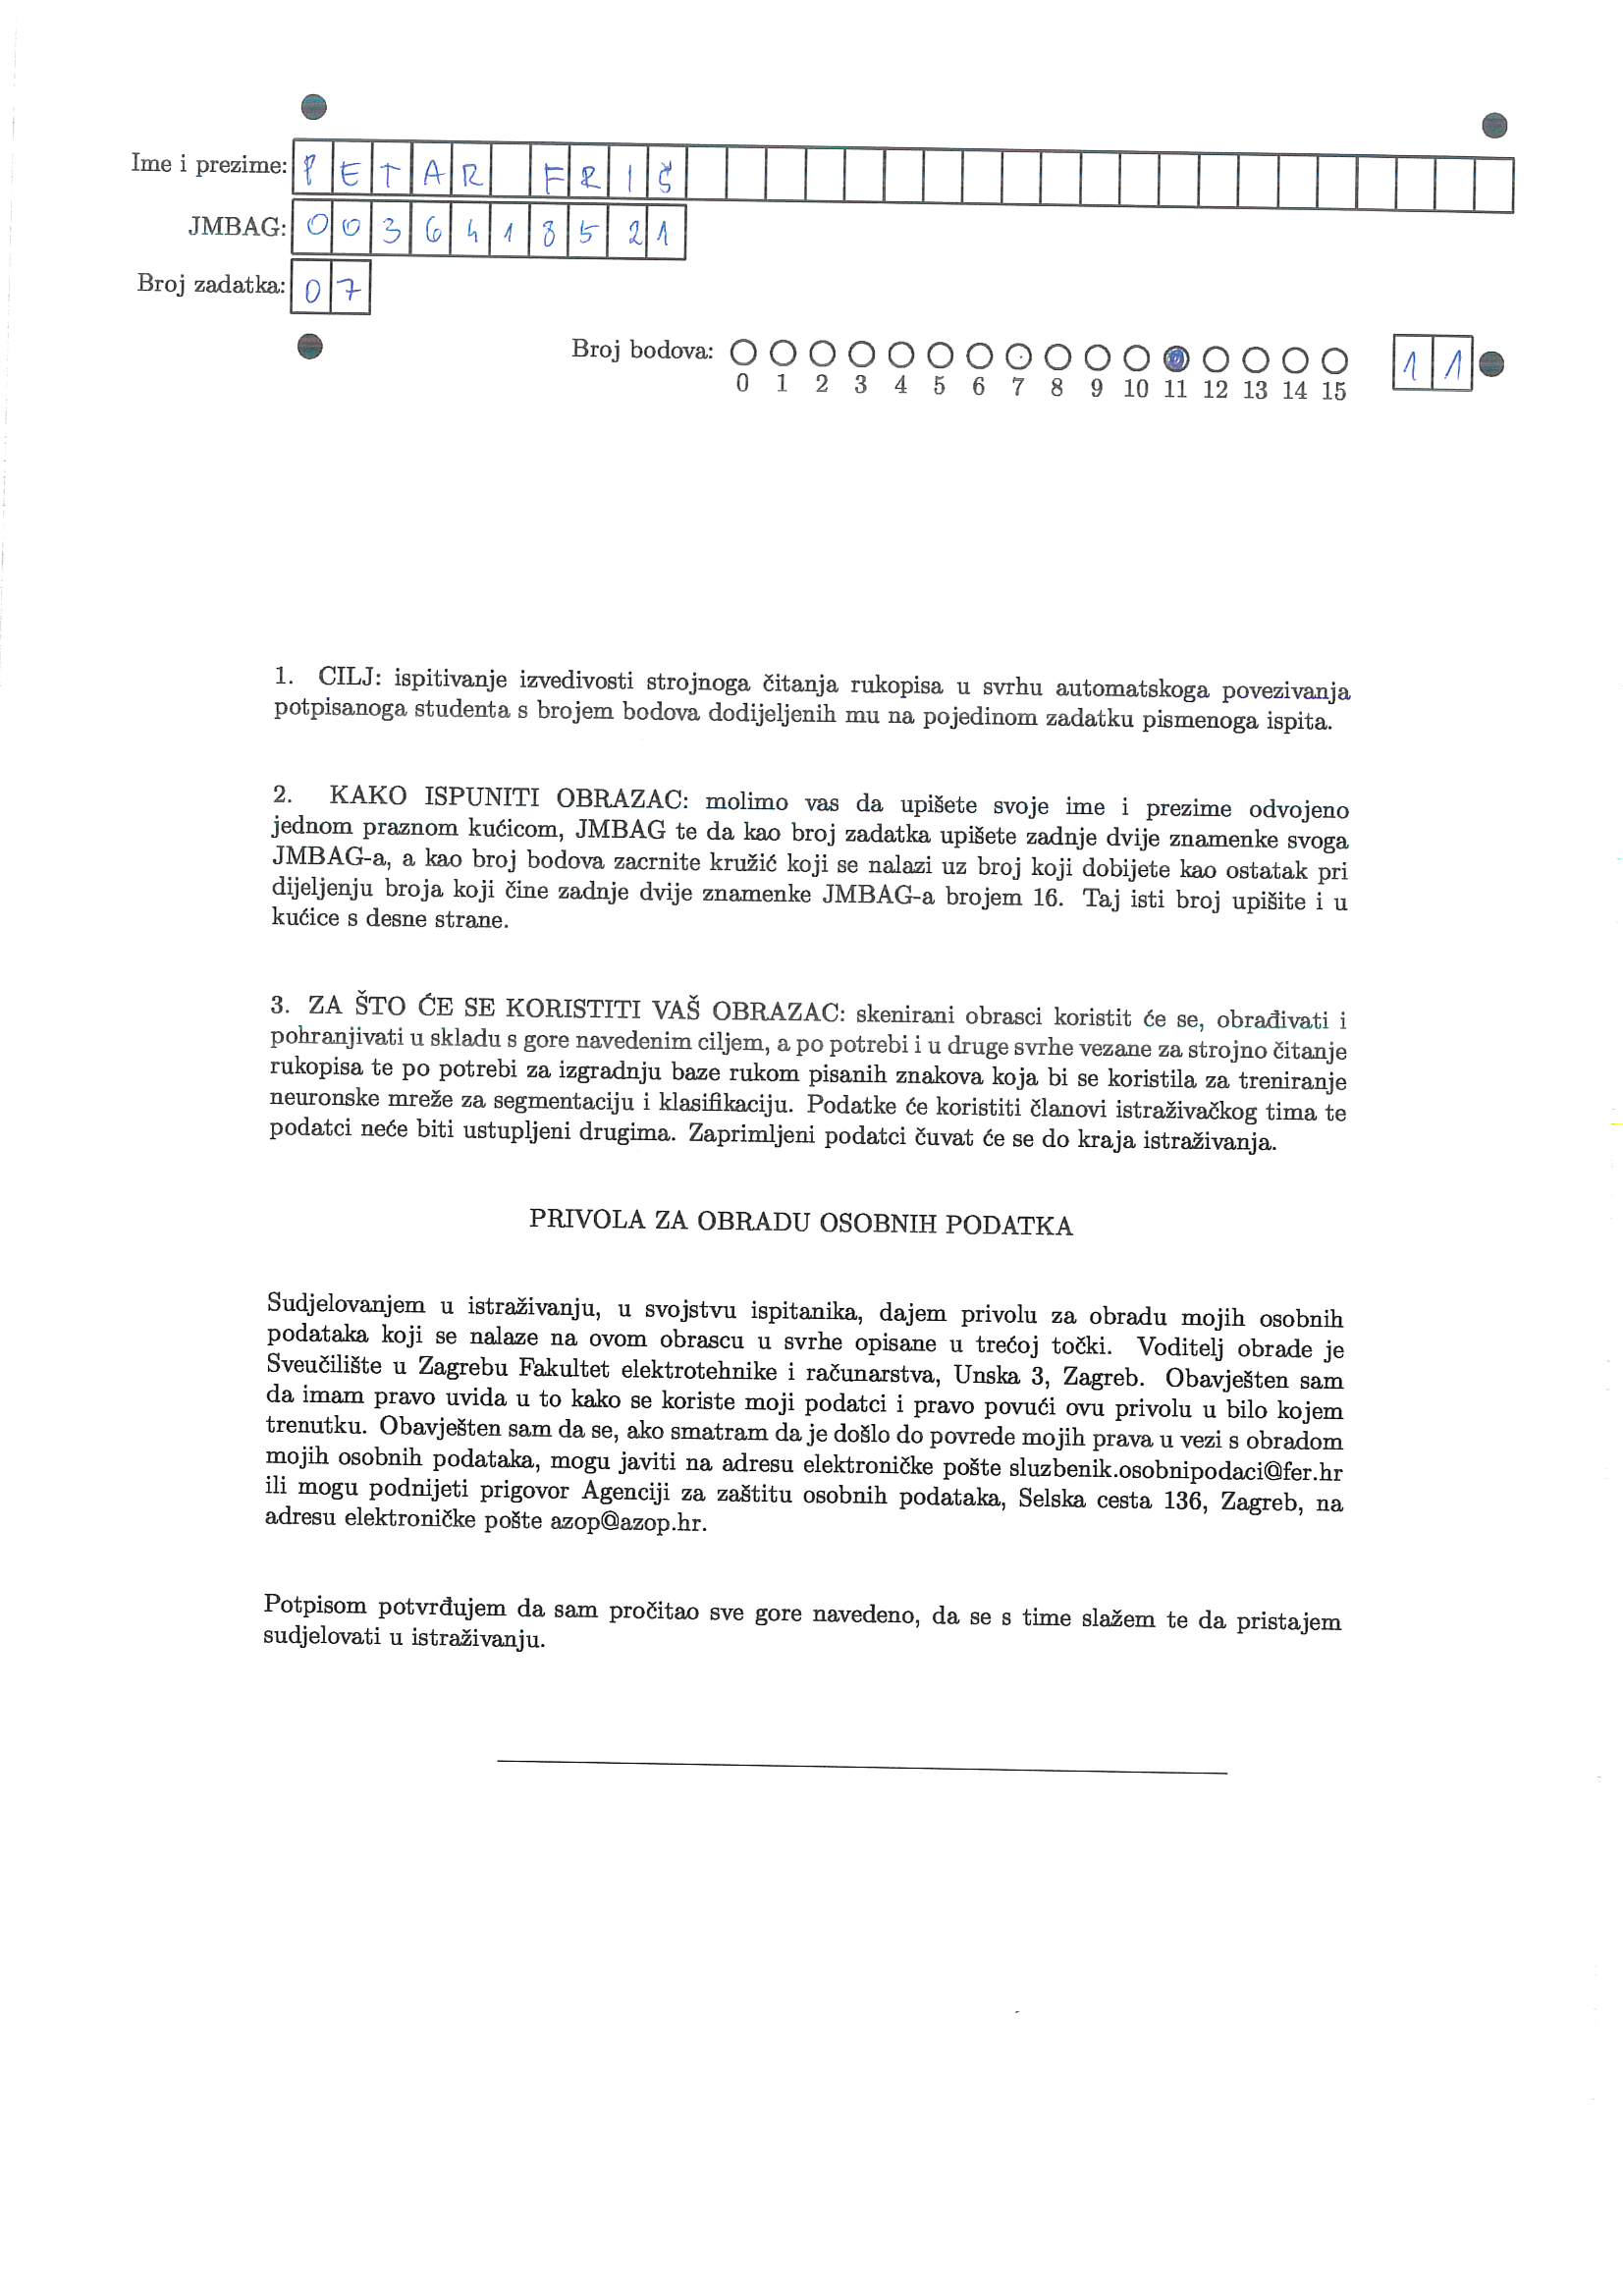 Ime i prezime: PETAR FRIŠ
JMBAG: 0036418521
Broj zadatka: 07
Broj bodova: 11
0 1 2 3 4 5 6 7 8 9 10 11 12 13 14 15
1. CILJ: ispitivanje izvedivosti strojnoga čitanja rukopisa u svrhu automatskoga povezivanja
potpisanoga studenta s brojem bodova dodijeljenih mu na pojedinom zadatku pismenoga ispita.
2. KAKO ISPUNITI OBRAZAC: molimo vas da upišete svoje ime i prezime odvojeno
jednom praznom kućicom, JMBAG te da kao broj zadatka upišete zadnje dvije znamenke svoga
JMBAG-a, a kao broj bodova zacrnite kružić koji se nalazi uz broj koji dobijete kao ostatak pri
dijeljenju broja koji čine zadnje dvije znamenke JMBAG-a brojem 16. Taj isti broj upišite i u
kućice s desne strane.
3. ZA ŠTO ĆE SE KORISTITI VAŠ OBRAZAC: skenirani obrasci koristit će se, obrađivati i
pohranjivati u skladu s gore navedenim ciljem, a po potrebi i u druge svrhe vezane za strojno čitanje
rukopisa te po potrebi za izgradnju baze rukom pisanih znakova koja bi se koristila za treniranje
neuronske mreže za segmentaciju i klasifikaciju. Podatke će koristiti članovi istraživačkog tima te
podatci neće biti ustupljeni drugima. Zaprimljeni podatci čuvat će se do kraja istraživanja.
PRIVOLA ZA OBRADU OSOBNIH PODATKA
Sudjelovanjem u istraživanju, u svojstvu ispitanika, dajem privolu za obradu mojih osobnih
podataka koji se nalaze na ovom obrascu u svrhe opisane u trećoj točki. Voditelj obrade je
Sveučilište u Zagrebu Fakultet elektrotehnike i računarstva, Unska 3, Zagreb. Obavješten sam
da imam pravo uvida u to kako se koriste moji podatci i pravo povući ovu privolu u bilo kojem
trenutku. Obavješten sam da se, ako smatram da je došlo do povrede mojih prava u vezi s obradom
mojih osobnih podataka, mogu javiti na adresu elektroničke pošte sluzbenik.osobnipodaci@fer.hr
ili mogu podnijeti prigovor Agenciji za zaštitu osobnih podataka, Selska cesta 136, Zagreb, na
adresu elektroničke pošte azop@azop.hr.
Potpisom potvrđujem da sam pročitao sve gore navedeno, da se s time slažem te da pristajem
sudjelovati u istraživanju.